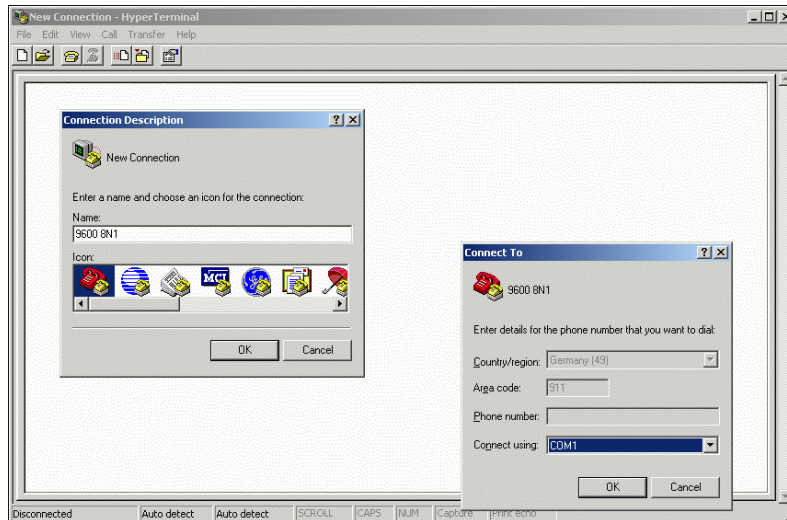 New Connection - HyperTerminal
File Edit View Call Transfer Help
Connection Description
New Connection
Enter a name and choose an icon for the connection:
Name:
9600 8N1
Icon:
MCI
OK Cancel
Connect To
9600 8N1
Enter details for the phone number that you want to dial:
Country/region: Germany (49)
Area code: 911
Phone number:
Connect using: COM1
OK Cancel
Disconnected Auto detect Auto detect SCROLL CAPS NUM Capture Print echo